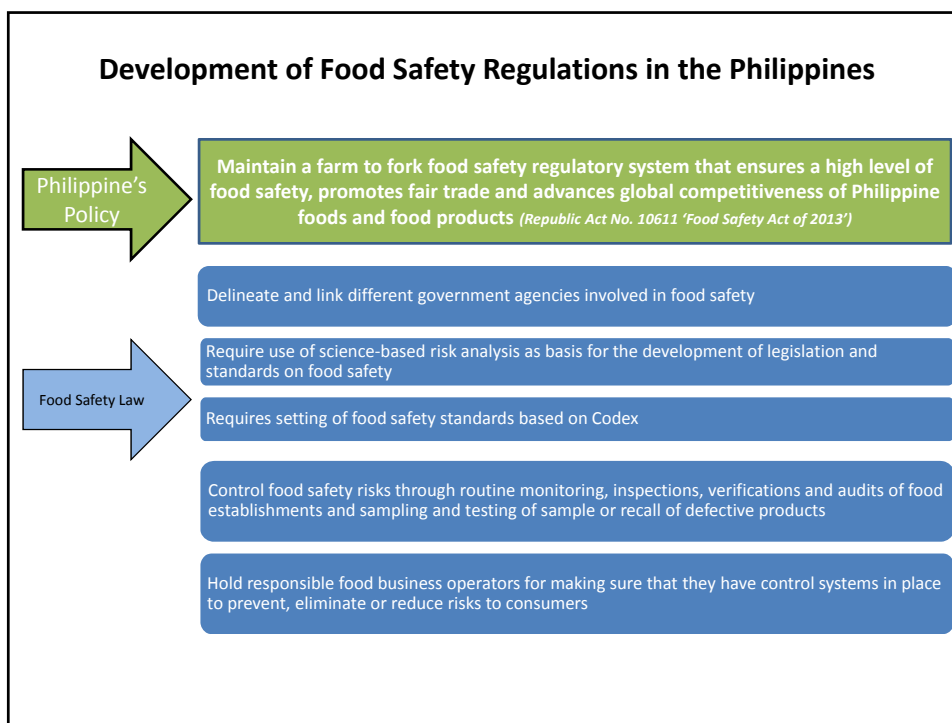 Development of Food Safety Regulations in the Philippines
Philippine's
Policy
Maintain a farm to fork food safety regulatory system that ensures a high level of
food safety, promotes fair trade and advances global competitiveness of Philippine
foods and food products (Republic Act No. 10611 'Food Safety Act of 2013')
Delineate and link different government agencies involved in food safety
Food Safety Law
Require use of science-based risk analysis as basis for the development of legislation and
standards on food safety
Requires setting of food safety standards based on Codex
Control food safety risks through routine monitoring, inspections, verifications and audits of food
establishments and sampling and testing of sample or recall of defective products
Hold responsible food business operators for making sure that they have control systems in place
to prevent, eliminate or reduce risks to consumers